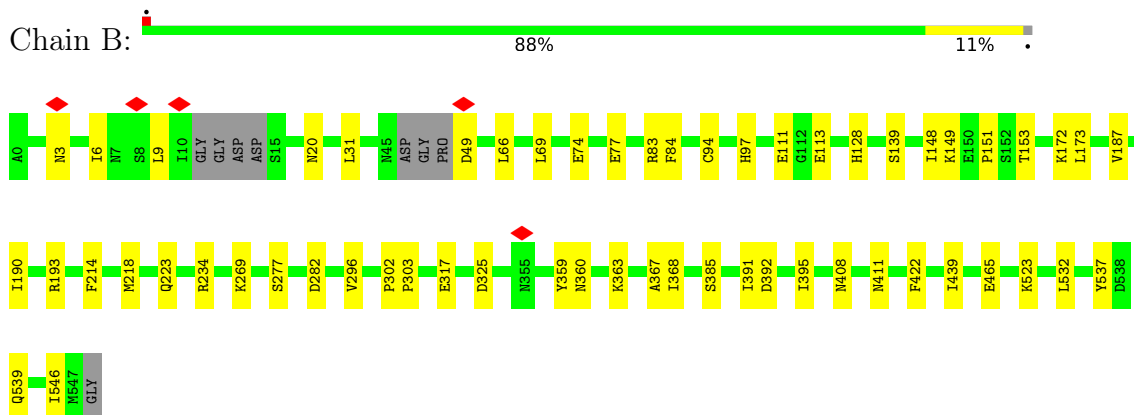 Chain B:
88%
11%
A0 N3 I6 N7 S8 L9 I10 GLY GLY ASP ASP S15 N20 L31 N45 ASP GLY PRO D49 L66 L69 E74 E77 R83 F84 C94 H97 E111 G112 E113 H128 S139 I148 K149 E150 P151 S152 T153 K172 L173 V187
I190 R193 F214 M218 Q223 R234 K269 S277 D282 V296 P302 P303 E317 D325 N355 Y359 N360 K363 A367 I368 S385 I391 D392 I395 N408 N411 F422 I439 E465 K523 L532 Y537 D538
Q539 I546 M547 GLY